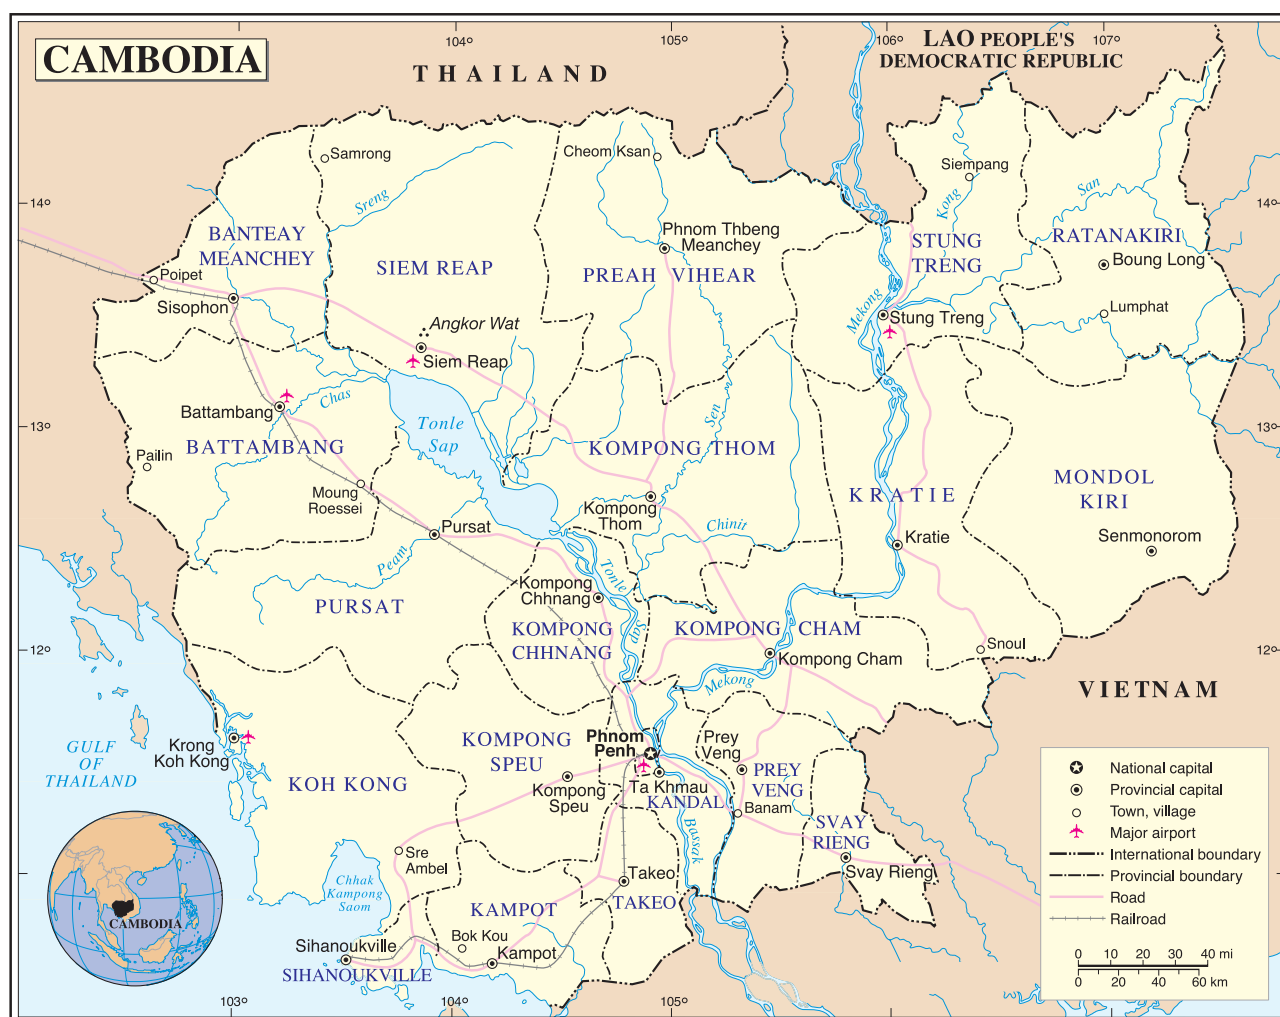 CAMBODIA
104°
105°
106°
107°
THAILAND
LAO PEOPLE'S
DEMOCRATIC REPUBLIC
Samrong
Cheom Ksan
Siempang
Sreng
Kong
San
14°
14°
BANTEAY
MEANCHEY
SIEM REAP
Phnom Thbeng
Meanchey
PREAH VIHEAR
STUNG
TRENG
RATANAKIRI
Boung Long
Poipet
Sisophon
Mekong
Lumphat
Stung Treng
Angkor Wat
Siem Reap
Chas
Battambang
Tonle
Sap
Sen
13°
13°
BATTAMBANG
Pailin
KOMPONG THOM
Moung
Roessei
KRATIE
MONDOL
KIRI
Kompong
Thom
Chinit
Pursat
Kratie
Senmonorom
Peam
Tonle
Sap
Kompong
Chhnang
PURSAT
KOMPONG
CHHNANG
KOMPONG CHAM
Kompong Cham
Snoul
12°
12°
Mekong
VIETNAM
GULF
OF
THAILAND
Krong
Koh Kong
KOH KONG
KOMPONG
SPEU
Kompong
Speu
Phnom
Penh
Prey
Veng
Ta Khmau
KANDAL
PREY
VENG
Banam
Bassak
SVAY
RIENG
Svay Rieng
Sre
Ambel
Chhak
Kampong
Saom
Takeo
TAKEO
KAMPOT
Bok Kou
Kampot
Sihanoukville
SIHANOUKVILLE
CAMBODIA
National capital
Provincial capital
Town, village
Major airport
International boundary
Provincial boundary
Road
Railroad
0 10 20 30 40 mi
0 20 40 60 km
103°
104°
105°